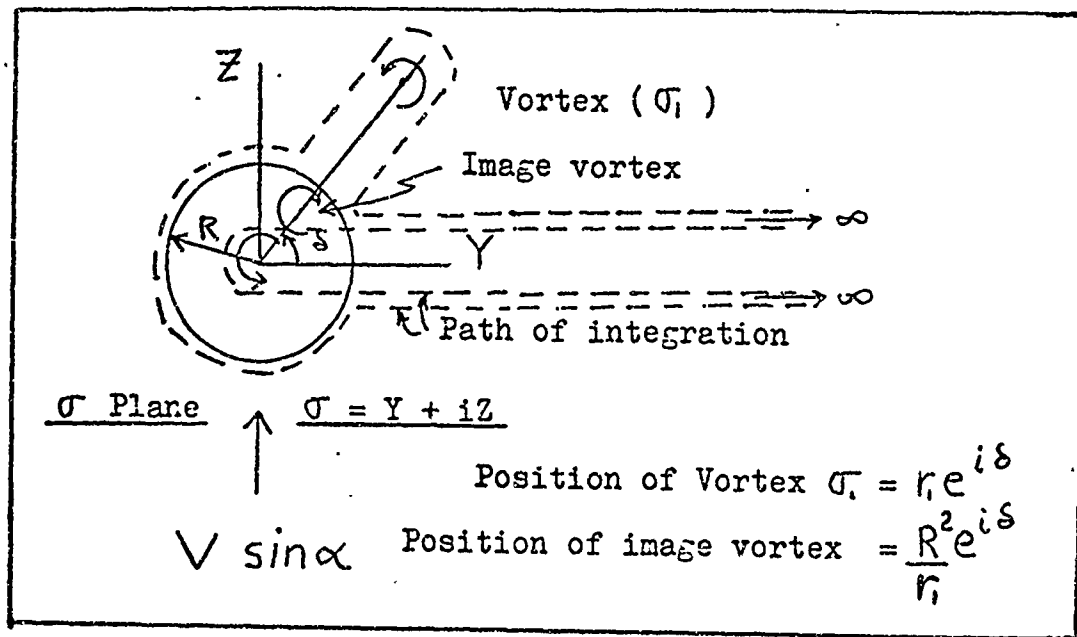 Z
Vortex (σ₁)
Image vortex
R
δ
Y
∞
∞
Path of integration
σ Plane
σ = Y + iZ
Position of Vortex σ₁ = r₁e^{iδ}
V sinα
Position of image vortex = R²/r₁ e^{iδ}